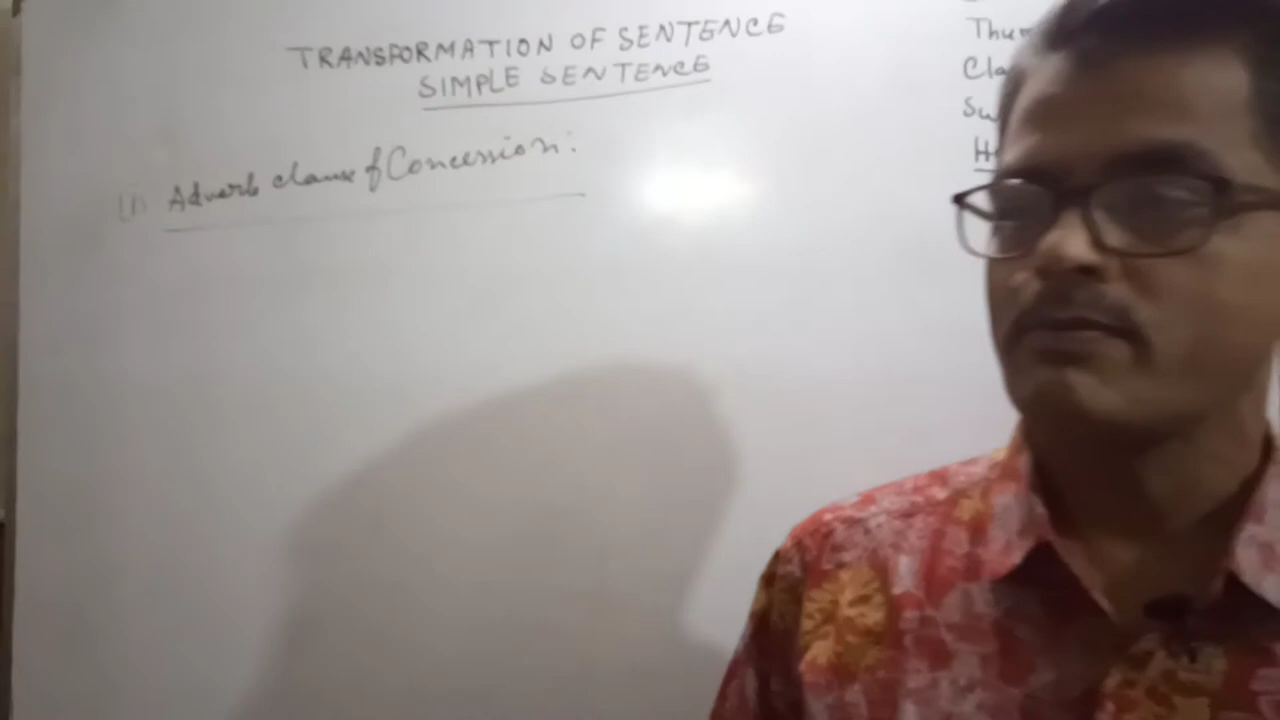 TRANSFORMATION OF SENTENCE
SIMPLE SENTENCE
(1) Adverb clause of Concession: